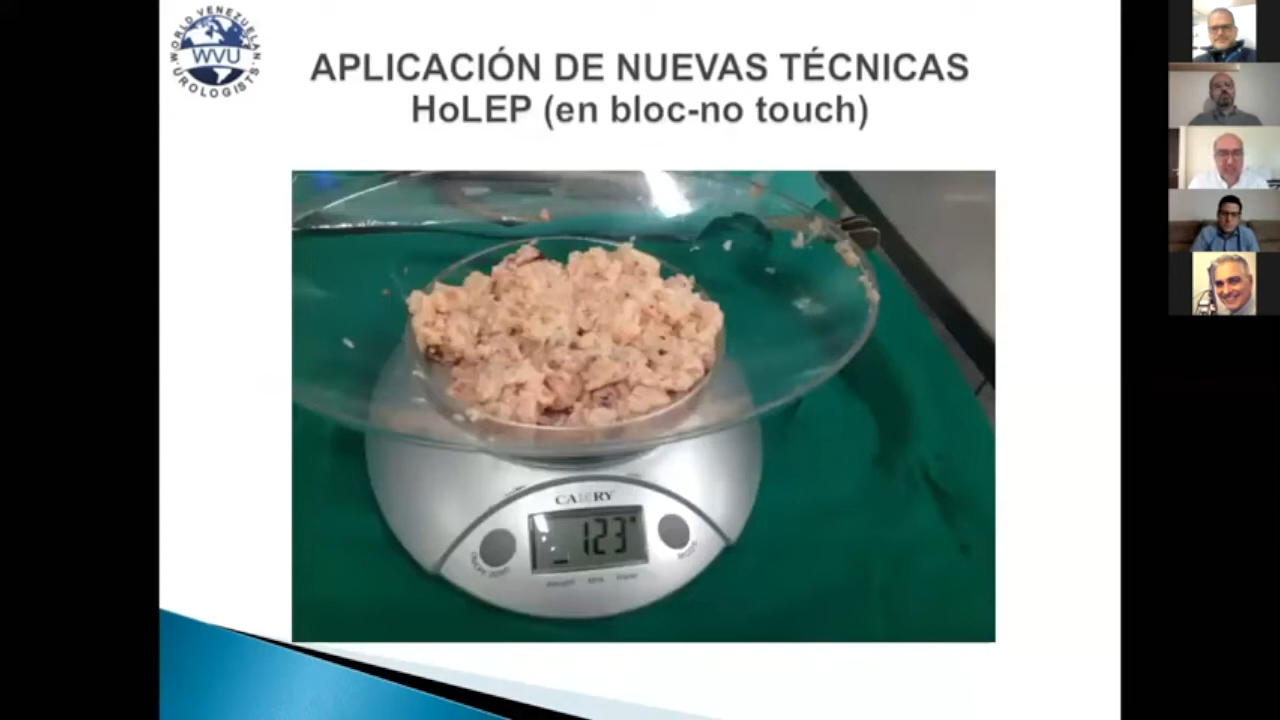 WORLD VENEZUELAN
WVU
UROLOGISTS
APLICACIÓN DE NUEVAS TÉCNICAS
HoLEP (en bloc-no touch)
CAMRY
123